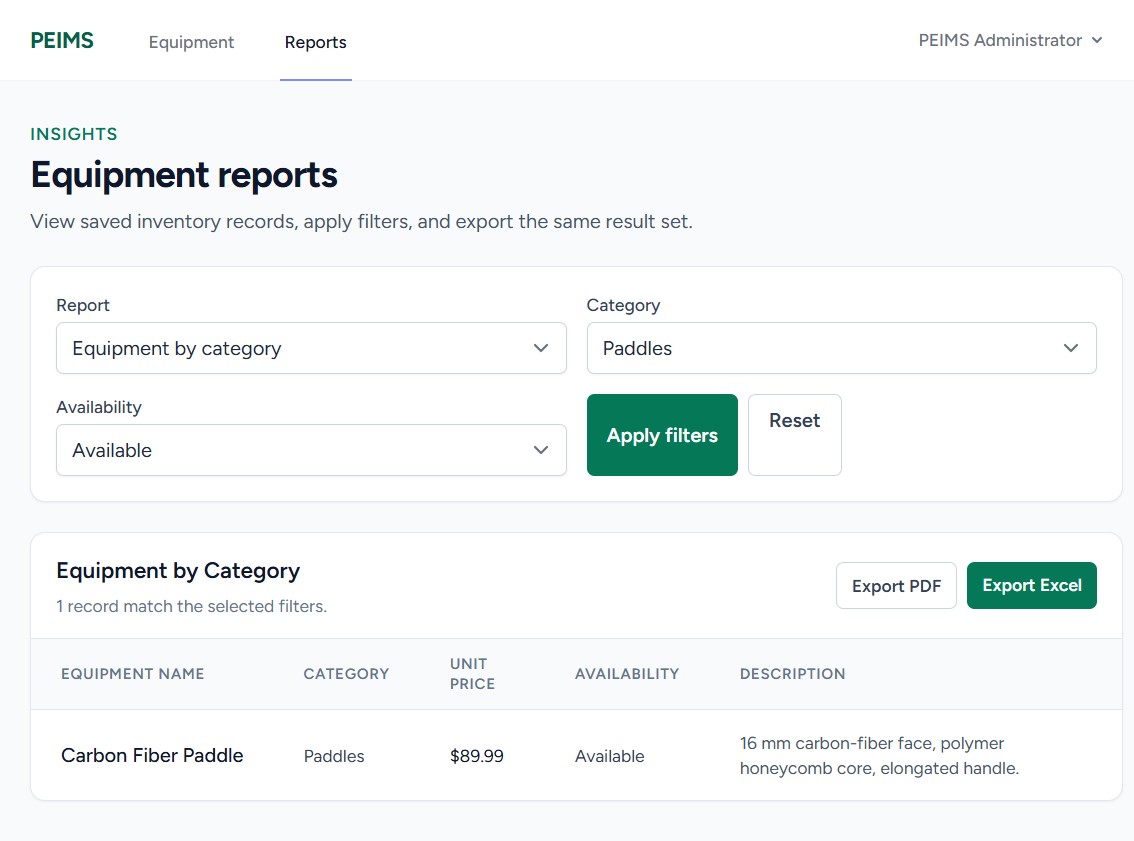 PEIMS
Equipment
Reports
PEIMS Administrator
INSIGHTS
Equipment reports
View saved inventory records, apply filters, and export the same result set.
Report
Category
Equipment by category
Paddles
Availability
Available
Apply filters
Reset
Equipment by Category
1 record match the selected filters.
Export PDF
Export Excel
EQUIPMENT NAME
CATEGORY
UNIT
PRICE
AVAILABILITY
DESCRIPTION
Carbon Fiber Paddle
Paddles
$89.99
Available
16 mm carbon-fiber face, polymer
honeycomb core, elongated handle.